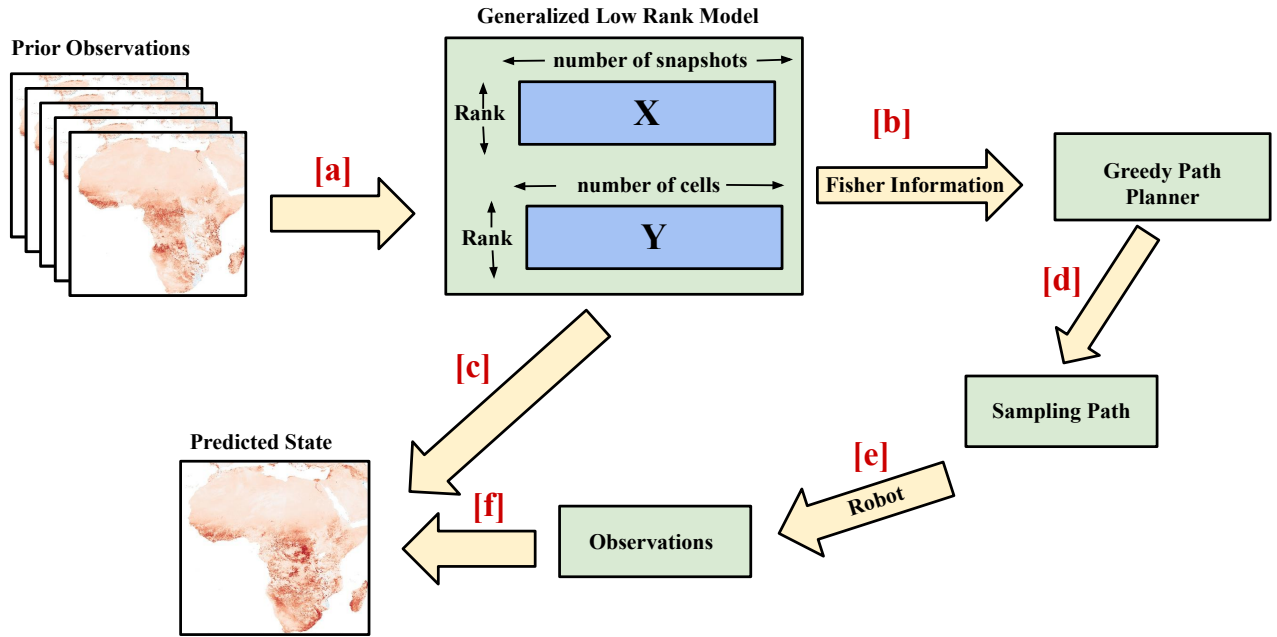 Generalized Low Rank Model
Prior Observations
number of snapshots
Rank
X
[a]
[b]
Fisher Information
Greedy Path
Planner
number of cells
Rank
Y
[d]
[c]
Sampling Path
Predicted State
[e]
Robot
[f]
Observations